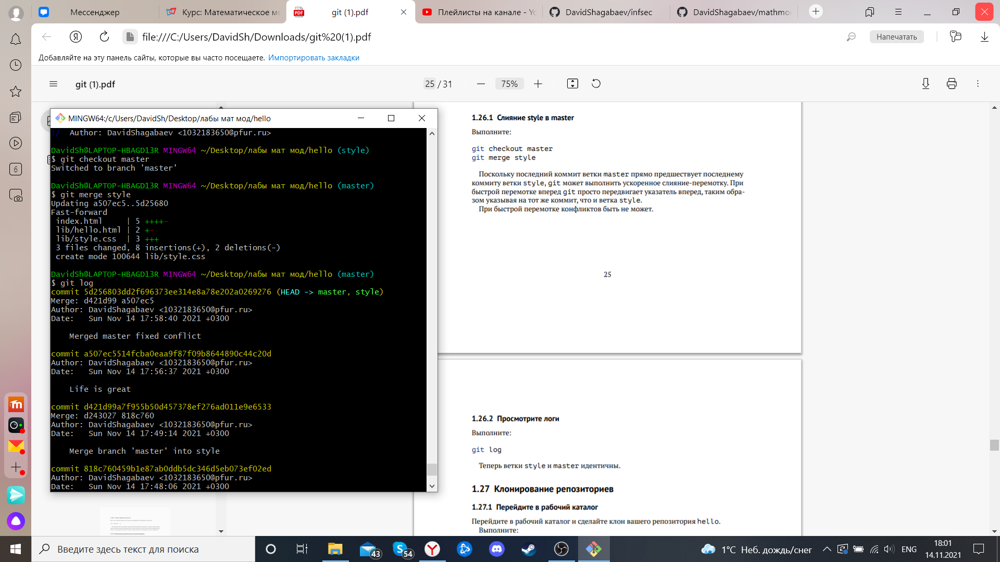 Мессенджер
Курс: Математическое мо
git (1).pdf
Плейлисты на канале - Yo
DavidShagabaev/infsec
DavidShagabaev/mathmo
file:///C:/Users/DavidSh/Downloads/git%20(1).pdf
Напечатать
Добавляйте на эту панель сайты, которые вы часто посещаете. Импортировать закладки
git (1).pdf
25 / 31
75%
MINGW64:/c/Users/DavidSh/Desktop/лабы мат мод/hello
|/ Author: DavidShagabaev <1032183650@pfur.ru>
DavidSh@LAPTOP-HBAGD13R MINGW64 ~/Desktop/лабы мат мод/hello (style)
$ git checkout master
Switched to branch 'master'
DavidSh@LAPTOP-HBAGD13R MINGW64 ~/Desktop/лабы мат мод/hello (master)
$ git merge style
Updating a507ec5..5d25680
Fast-forward
index.html | 5 ++++-
lib/hello.html | 2 +-
lib/style.css | 3 +++
3 files changed, 8 insertions(+), 2 deletions(-)
create mode 100644 lib/style.css
DavidSh@LAPTOP-HBAGD13R MINGW64 ~/Desktop/лабы мат мод/hello (master)
$ git log
commit 5d256803dd2f696373ee314e8a78e202a0269276 (HEAD -> master, style)
Merge: d421d99 a507ec5
Author: DavidShagabaev <1032183650@pfur.ru>
Date: Sun Nov 14 17:58:40 2021 +0300
Merged master fixed conflict
commit a507ec5514fcba0eaa9f87f09b8644890c44c20d
Author: DavidShagabaev <1032183650@pfur.ru>
Date: Sun Nov 14 17:56:37 2021 +0300
Life is great
commit d421d99a7f955b50d457378ef276ad011e9e6533
Merge: d243027 818c760
Author: DavidShagabaev <1032183650@pfur.ru>
Date: Sun Nov 14 17:49:14 2021 +0300
Merge branch 'master' into style
commit 818c760459b1e87ab0ddb5dc346d5eb073ef02ed
Author: DavidShagabaev <1032183650@pfur.ru>
Date: Sun Nov 14 17:48:06 2021 +0300
1.26.1 Слияние style в master
Выполните:
git checkout master
git merge style
Поскольку последний коммит ветки master прямо предшествует последнему
коммиту ветки style, git может выполнить ускоренное слияние-перемотку. При
быстрой перемотке вперед git просто передвигает указатель вперед, таким обра-
зом указывая на тот же коммит, что и ветка style.
При быстрой перемотке конфликтов быть не может.
25
1.26.2 Просмотрите логи
Выполните:
git log
Теперь ветки style и master идентичны.
1.27 Клонирование репозиториев
1.27.1 Перейдите в рабочий каталог
Перейдите в рабочий каталог и сделайте клон вашего репозитория hello.
Выполните:
6
Введите здесь текст для поиска
43
54
1°C Неб. дождь/снег
ENG
18:01
14.11.2021